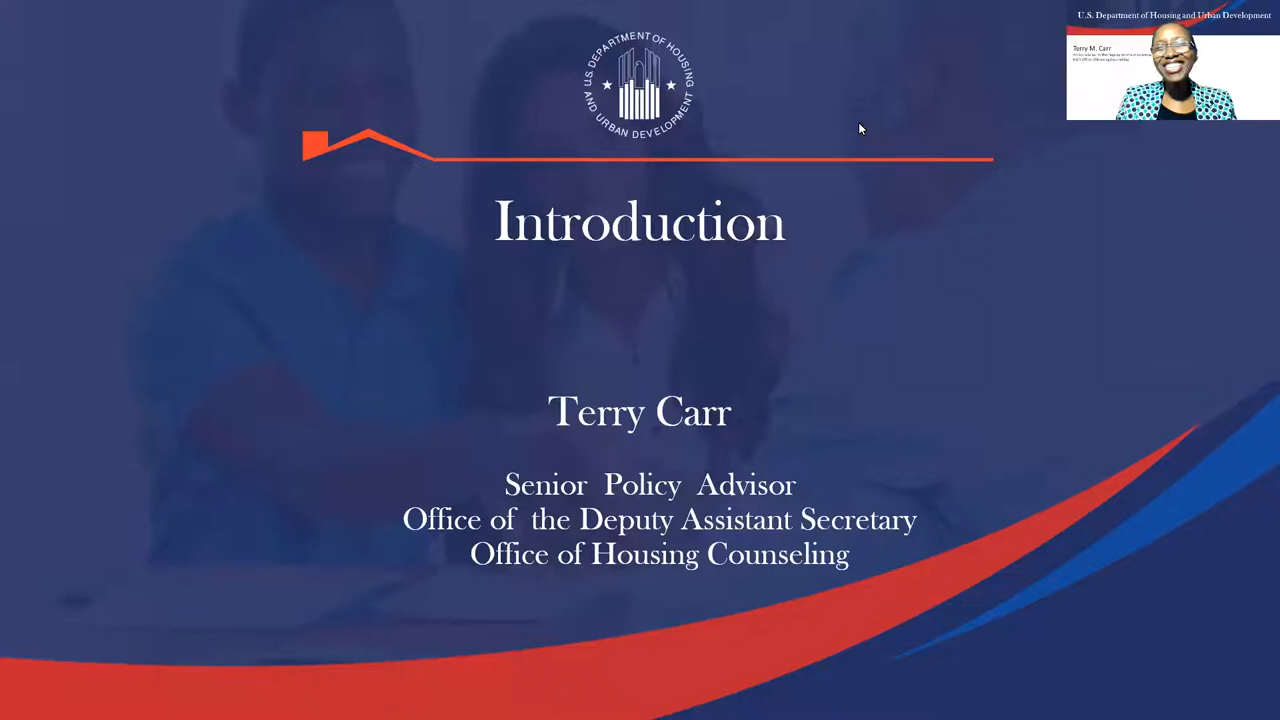 U.S. DEPARTMENT OF HOUSING
AND URBAN DEVELOPMENT
U.S. Department of Housing and Urban Development
Terry M. Carr
Introduction
Terry Carr
Senior Policy Advisor
Office of the Deputy Assistant Secretary
Office of Housing Counseling